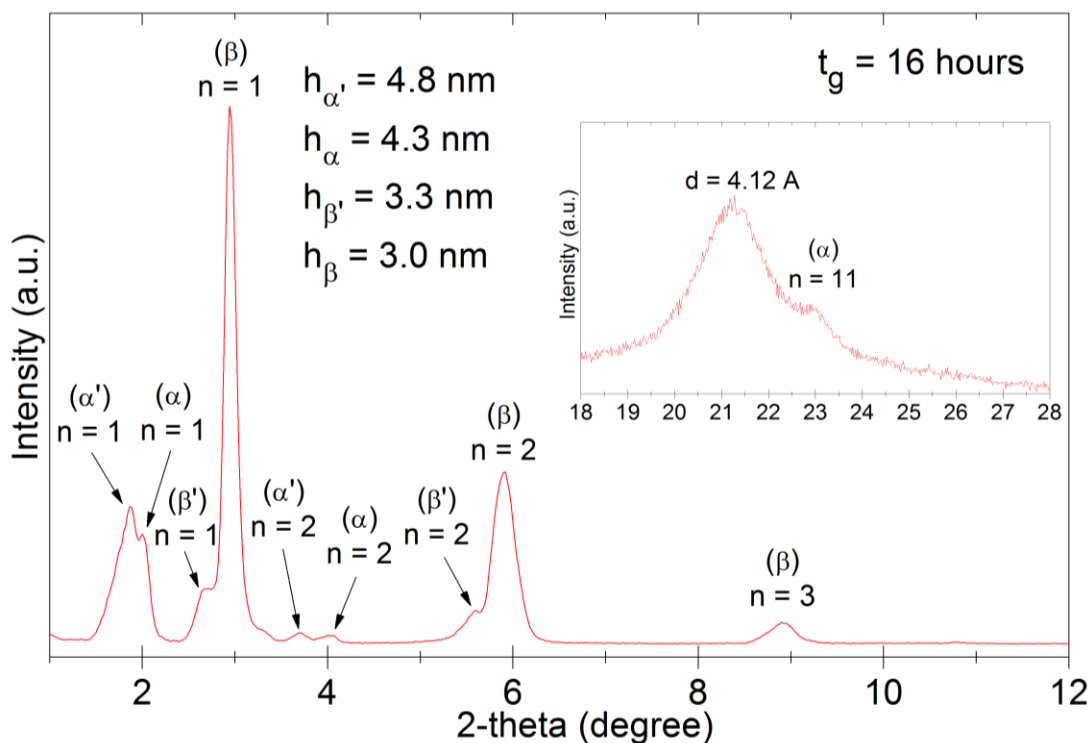 (β)
n = 1
h_α' = 4.8 nm
h_α = 4.3 nm
h_β' = 3.3 nm
h_β = 3.0 nm
t_g = 16 hours
d = 4.12 A
(α)
n = 11
Intensity (a.u.)
18 19 20 21 22 23 24 25 26 27 28
(α')
n = 1
(α)
n = 1
(β')
n = 1
(α')
n = 2
(α)
n = 2
(β')
n = 2
(β)
n = 2
(β)
n = 3
Intensity (a.u.)
2 4 6 8 10 12
2-theta (degree)